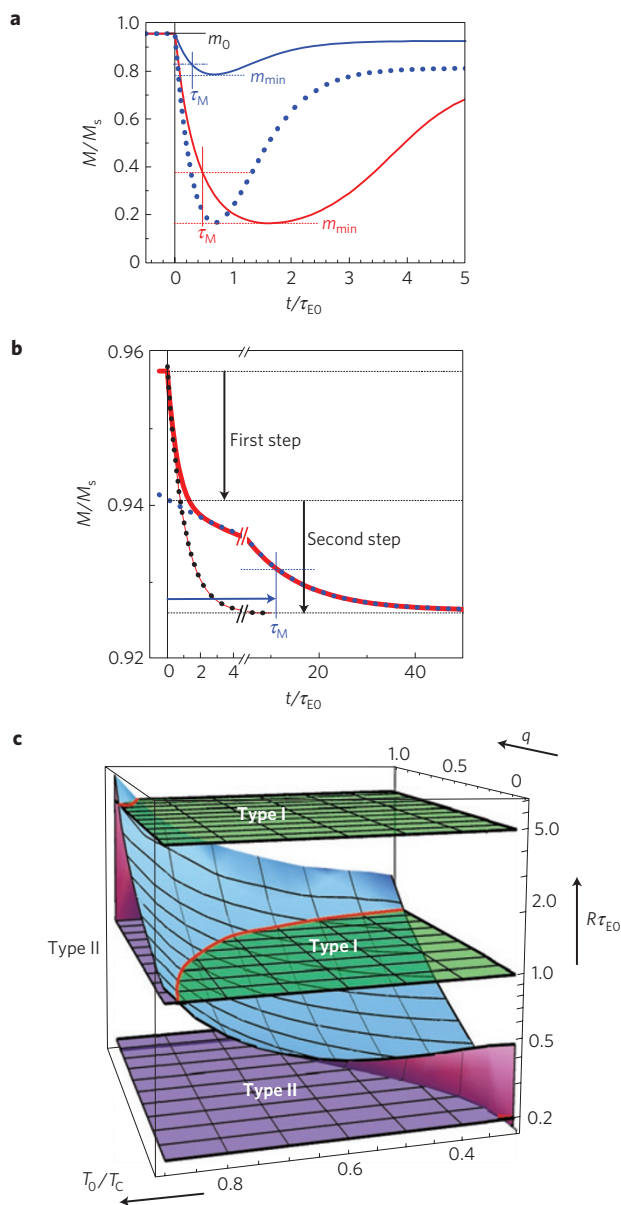 a
1.0
0.8
0.6
0.4
0.2
0
M/Ms
m0
mmin
τM
τM
mmin
0 1 2 3 4 5
t/τE0
b
0.96
0.94
0.92
M/Ms
First step
Second step
τM
0 2 4 20 40
t/τE0
c
q
1.0 0.5 0
Type I
5.0
2.0
RτE0
Type II
Type I
1.0
0.5
Type II
0.2
T0/TC
0.8 0.6 0.4